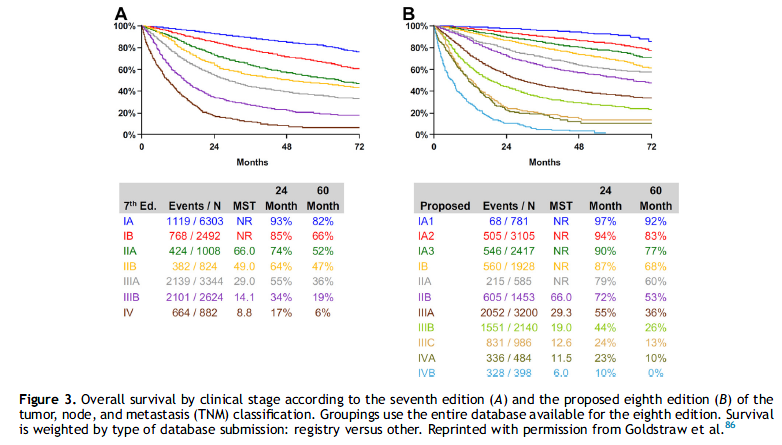 A
100%
80%
60%
40%
20%
0%
0 24 48 72
Months
B
100%
80%
60%
40%
20%
0%
0 24 48 72
Months
7th Ed. Events / N MST 24 Month 60 Month
IA 1119 / 6303 NR 93% 82%
IB 768 / 2492 NR 85% 66%
IIA 424 / 1008 66.0 74% 52%
IIB 382 / 824 49.0 64% 47%
IIIA 2139 / 3344 29.0 55% 36%
IIIB 2101 / 2624 14.1 34% 19%
IV 664 / 882 8.8 17% 6%
Proposed Events / N MST 24 Month 60 Month
IA1 68 / 781 NR 97% 92%
IA2 505 / 3105 NR 94% 83%
IA3 546 / 2417 NR 90% 77%
IB 560 / 1928 NR 87% 68%
IIA 215 / 585 NR 79% 60%
IIB 605 / 1453 66.0 72% 53%
IIIA 2052 / 3200 29.3 55% 36%
IIIB 1551 / 2140 19.0 44% 26%
IIIC 831 / 986 12.6 24% 13%
IVA 336 / 484 11.5 23% 10%
IVB 328 / 398 6.0 10% 0%
Figure 3. Overall survival by clinical stage according to the seventh edition (A) and the proposed eighth edition (B) of the
tumor, node, and metastasis (TNM) classification. Groupings use the entire database available for the eighth edition. Survival
is weighted by type of database submission: registry versus other. Reprinted with permission from Goldstraw et al.86